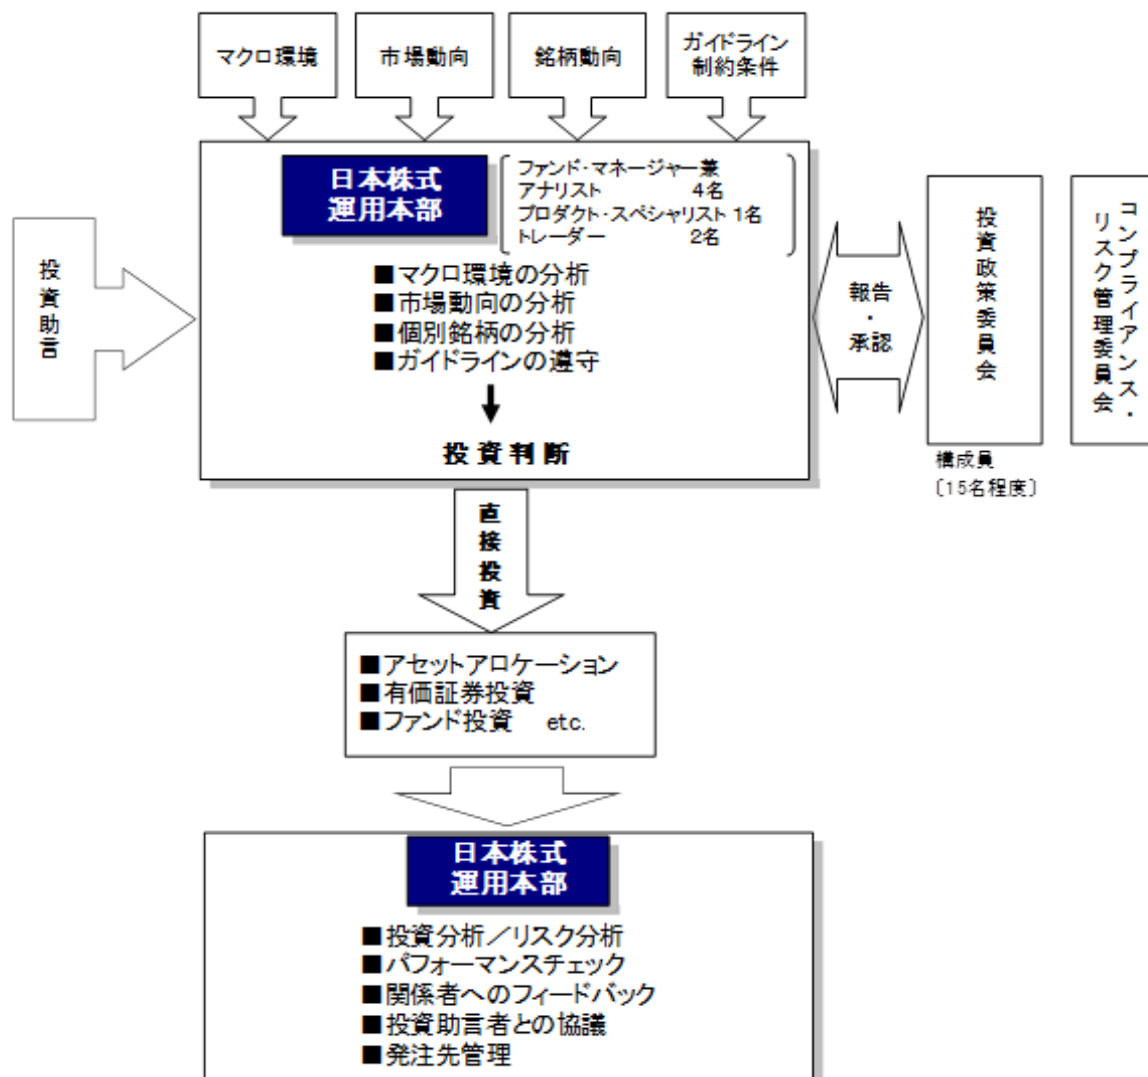 マクロ環境
市場動向
銘柄動向
ガイドライン
制約条件
日本株式
運用本部
ファンド・マネージャー兼
アナリスト 4名
プロダクト・スペシャリスト 1名
トレーダー 2名
■マクロ環境の分析
■市場動向の分析
■個別銘柄の分析
■ガイドラインの遵守
投資判断
投資助言
報告
・
承認
投資政策委員会
構成員
〔15名程度〕
コンプライアンス・
リスク管理委員会
直接投資
■アセットアロケーション
■有価証券投資
■ファンド投資 etc.
日本株式
運用本部
■投資分析／リスク分析
■パフォーマンスチェック
■関係者へのフィードバック
■投資助言者との協議
■発注先管理